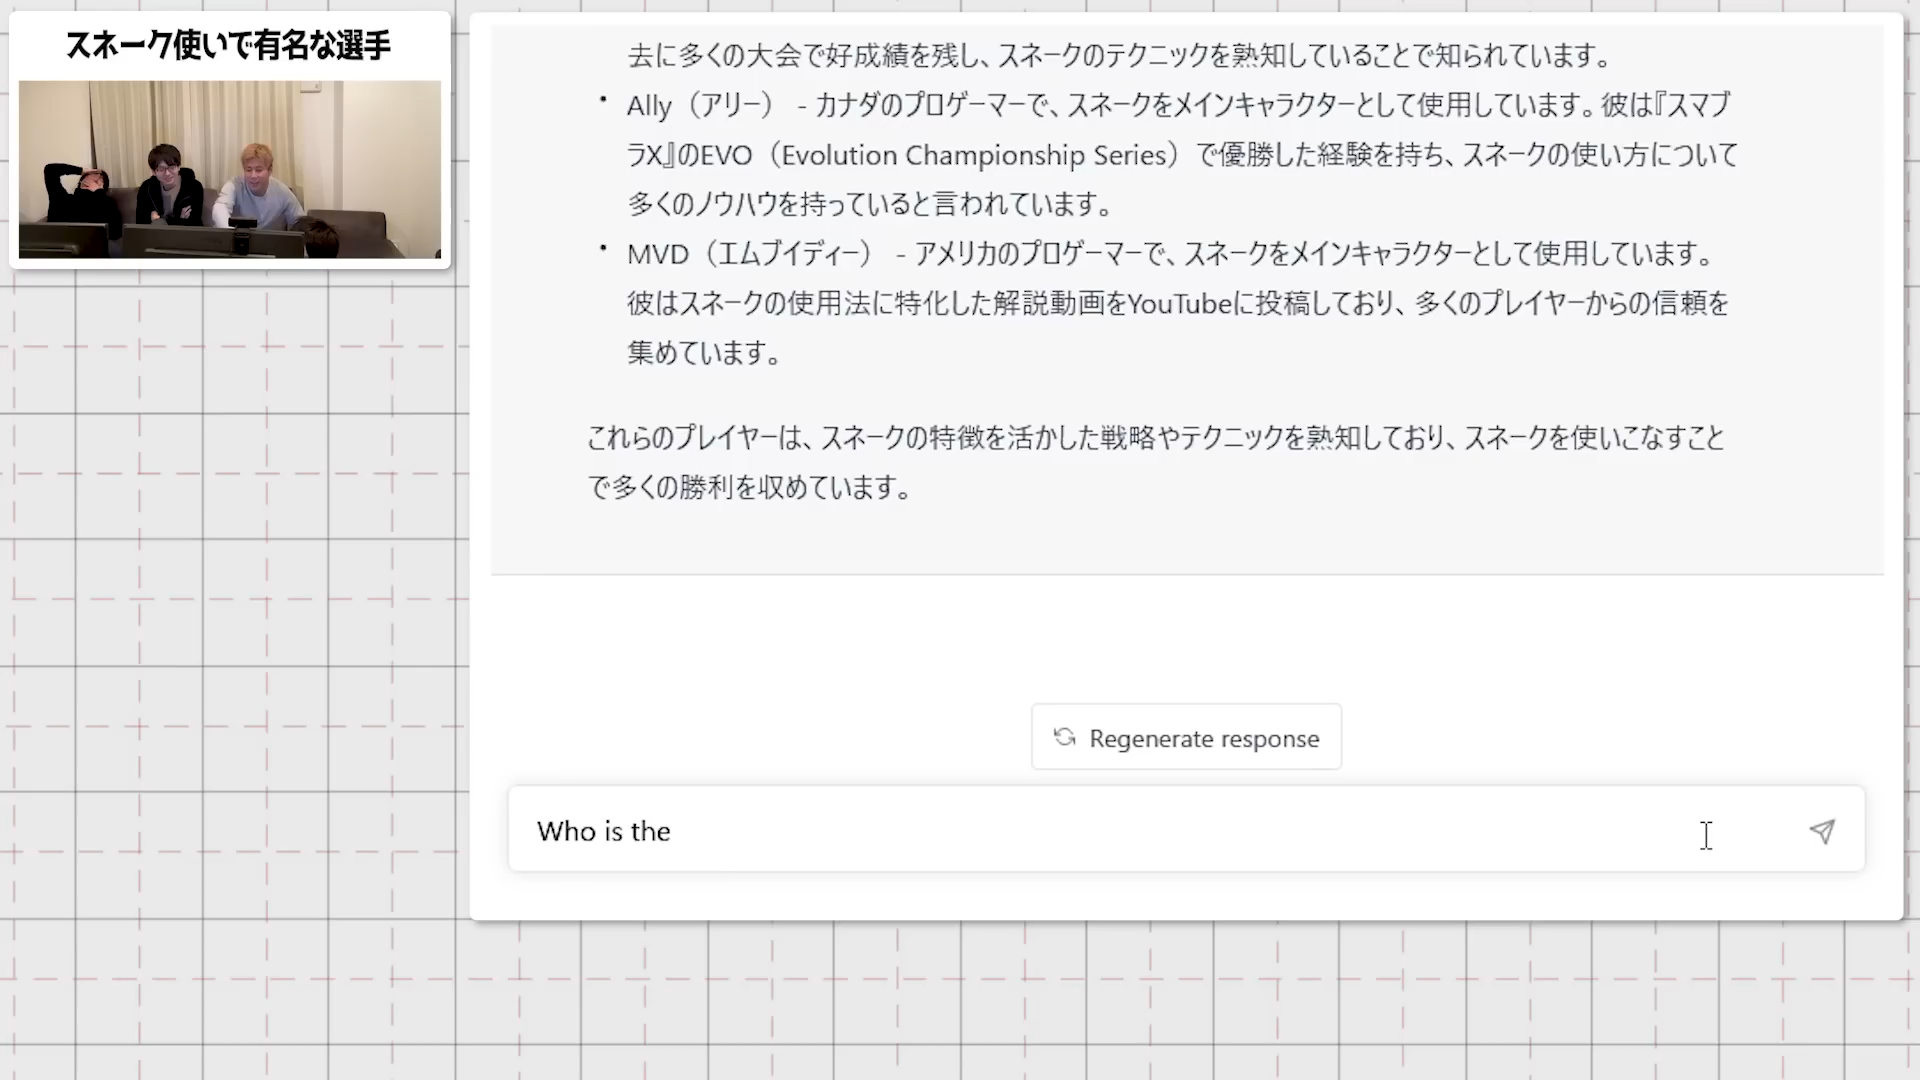 スネーク使いで有名な選手
去に多くの大会で好成績を残し、スネークのテクニックを熟知していることで知られています。
・ Ally（アリー） - カナダのプロゲーマーで、スネークをメインキャラクターとして使用しています。彼は『スマブ
ラX』のEVO（Evolution Championship Series）で優勝した経験を持ち、スネークの使い方について
多くのノウハウを持っていると言われています。
・ MVD（エムブイディー） - アメリカのプロゲーマーで、スネークをメインキャラクターとして使用しています。
彼はスネークの使用法に特化した解説動画をYouTubeに投稿しており、多くのプレイヤーからの信頼を
集めています。
これらのプレイヤーは、スネークの特徴を活かした戦略やテクニックを熟知しており、スネークを使いこなすこと
で多くの勝利を収めています。
Regenerate response
Who is the